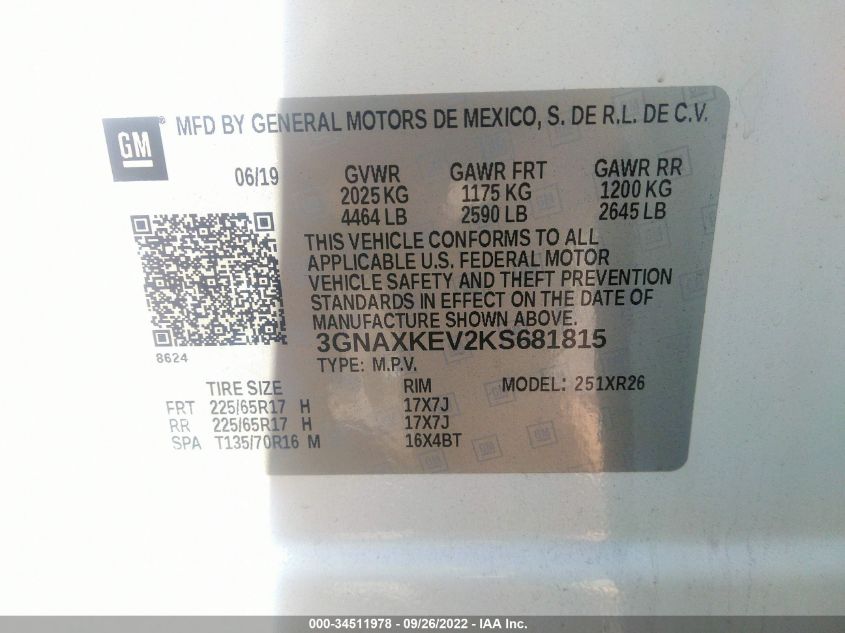 GM
MFD BY GENERAL MOTORS DE MEXICO, S. DE R.L. DE C.V.
06/19 GVWR GAWR FRT GAWR RR
2025 KG 1175 KG 1200 KG
4464 LB 2590 LB 2645 LB
THIS VEHICLE CONFORMS TO ALL
APPLICABLE U.S. FEDERAL MOTOR
VEHICLE SAFETY AND THEFT PREVENTION
STANDARDS IN EFFECT ON THE DATE OF
MANUFACTURE SHOWN ABOVE.
3GNAXKEV2KS681815
8624
TYPE: M.P.V.
TIRE SIZE RIM MODEL: 251XR26
FRT 225/65R17 H 17X7J
RR 225/65R17 H 17X7J
SPA T135/70R16 M 16X4BT
000-34511978 - 09/26/2022 - IAA Inc.